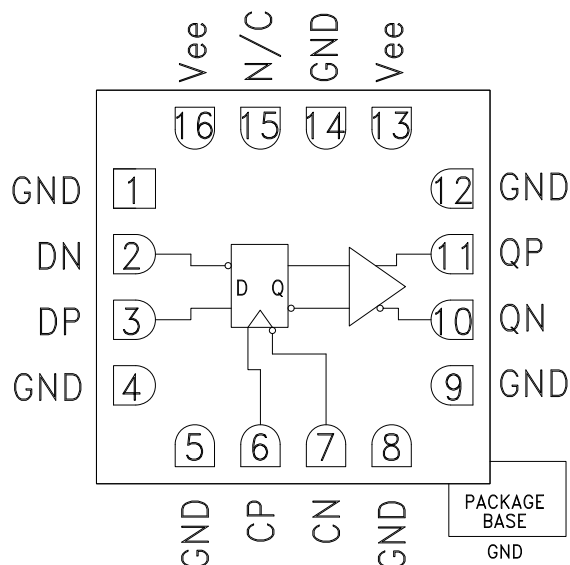 Vee N/C GND Vee
16 15 14 13
GND 1 12 GND
DN 2 11 QP
D Q
DP 3 10 QN
GND 4 9 GND
5 6 7 8
GND CP CN GND
PACKAGE
BASE
GND